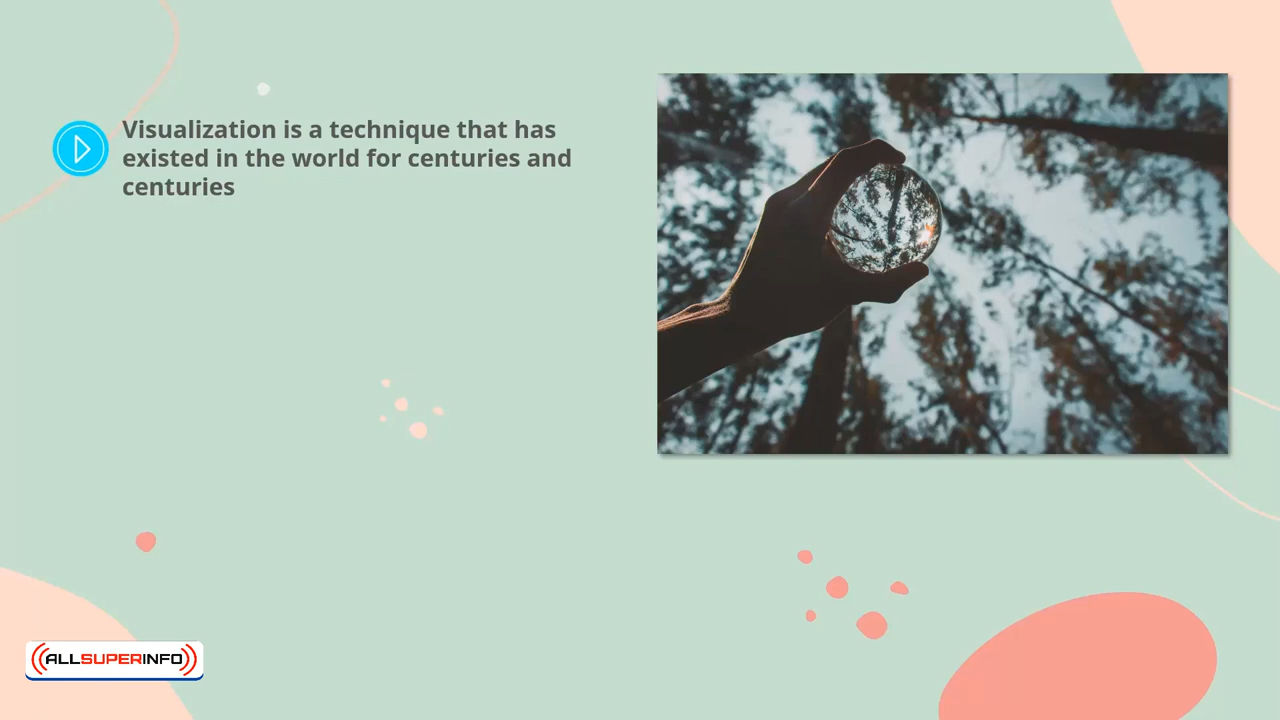 Visualization is a technique that has
existed in the world for centuries and
centuries
ALLSUPERINFO